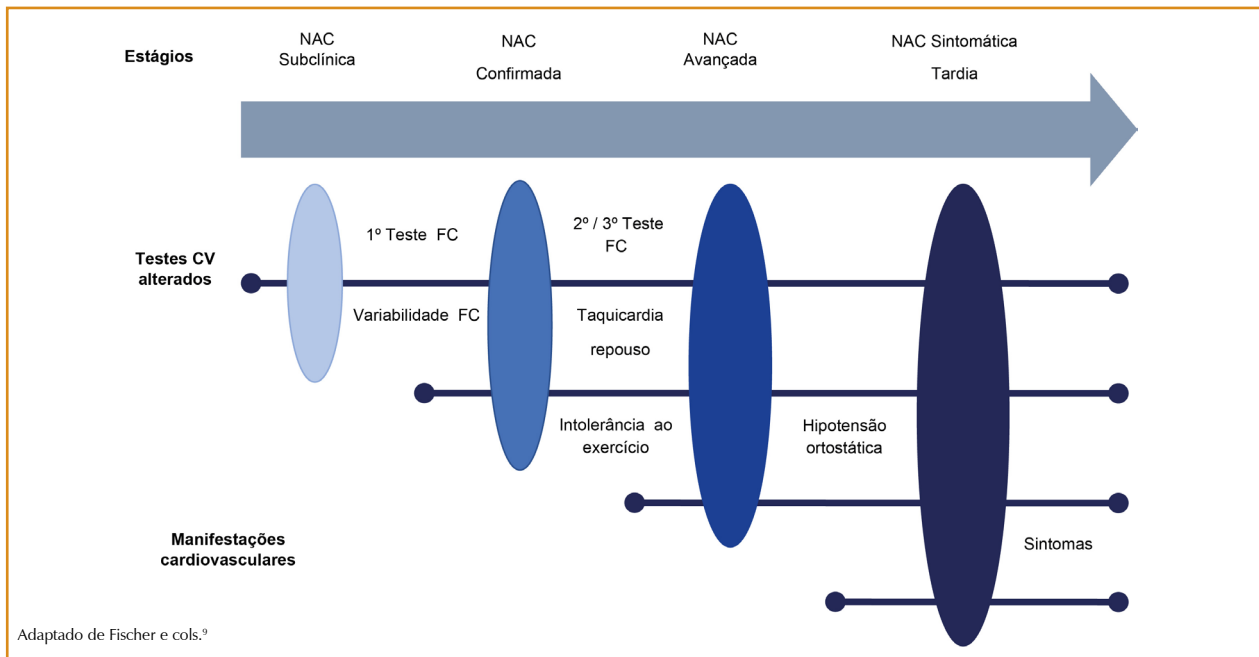 Estágios
NAC
Subclínica
NAC
Confirmada
NAC
Avançada
NAC Sintomática
Tardia
Testes CV
alterados
1º Teste FC
Variabilidade FC
2º / 3º Teste
FC
Taquicardia
repouso
Intolerância ao
exercício
Hipotensão
ortostática
Manifestações
cardiovasculares
Sintomas
Adaptado de Fischer e cols.⁹